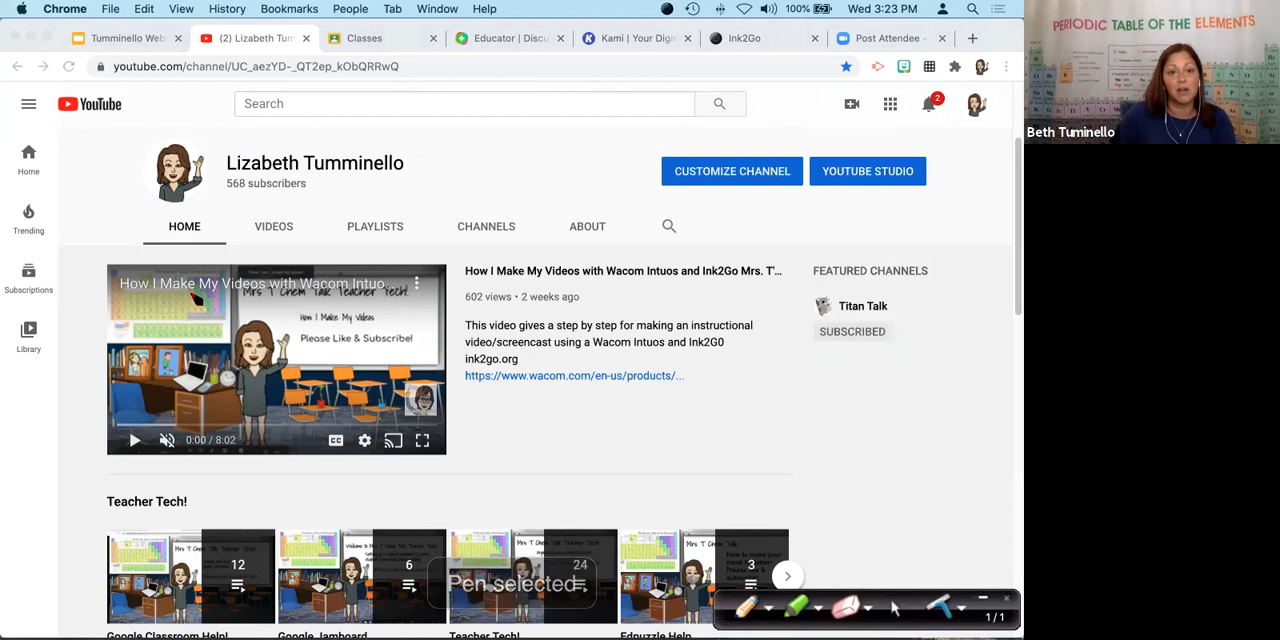 Chrome File Edit View History Bookmarks People Tab Window Help 100% Wed 3:23 PM
Tumminello Web (2) Lizabeth Tum Classes Educator | Disc Kami | Your Digi Ink2Go Post Attendee -
youtube.com/channel/UC_aezYD-_QT2ep_kObQRRwQ
YouTube Search 2
Home
Trending
Subscriptions
Library
Lizabeth Tumminello
568 subscribers
CUSTOMIZE CHANNEL YOUTUBE STUDIO
HOME VIDEOS PLAYLISTS CHANNELS ABOUT
How I Make My Videos with Wacom Intuo...
Mrs T Chem Talk Teacher Tech!
How I Make My Videos
Please Like & Subscribe!
0:00 / 8:02
CC
How I Make My Videos with Wacom Intuos and Ink2Go Mrs. T'...
602 views • 2 weeks ago
This video gives a step by step for making an instructional
video/screencast using a Wacom Intuos and Ink2G0
ink2go.org
https://www.wacom.com/en-us/products/...
FEATURED CHANNELS
Titan Talk
SUBSCRIBED
Teacher Tech!
12 6 24 3
Pen selected
Google Classroom Help! Google Jamboard Teacher Tech! Edpuzzle Help
1/1
PERIODIC TABLE OF THE ELEMENTS
Beth Tuminello